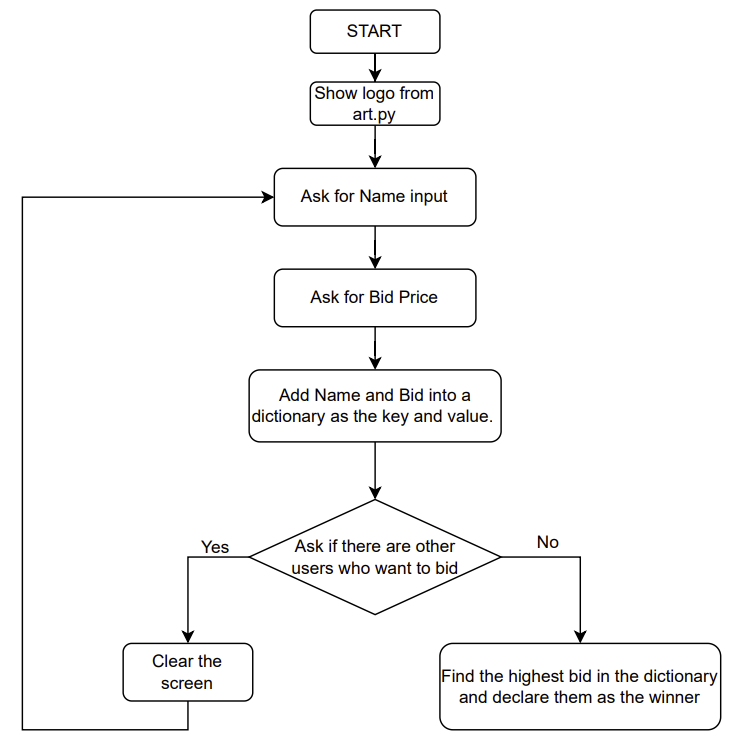 START
Show logo from
art.py
Ask for Name input
Ask for Bid Price
Add Name and Bid into a
dictionary as the key and value.
Ask if there are other
users who want to bid
Yes
No
Clear the
screen
Find the highest bid in the dictionary
and declare them as the winner